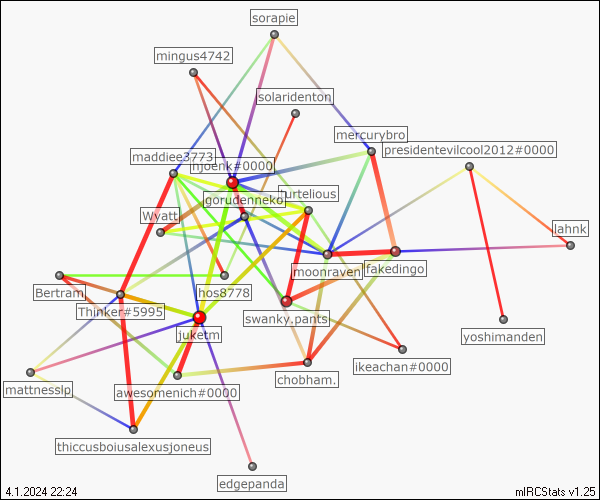 sorapie
mingus4742
solaridenton
mercurybro
presidentevilcool2012#0000
maddiee3773
njoenk#0000
gorudenneko
turtelious
Wyatt
lahnk
moonraven
fakedingo
Bertram
hos8778
Thinker#5995
swanky.pants
juketm
yoshimanden
ikeachan#0000
mattnesslp
awesomenich#0000
chobham.
thiccusboiusalexusjoneus
edgepanda
4.1.2024 22:24
mIRCStats v1.25